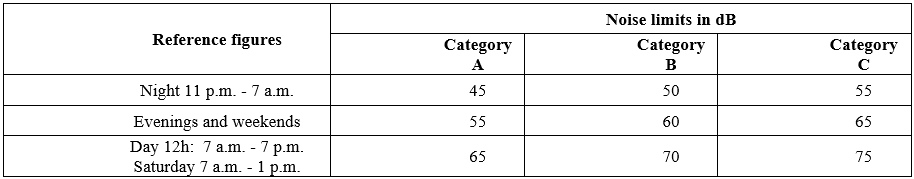 Reference figures
Noise limits in dB
Category A
Category B
Category C
Night 11 p.m. - 7 a.m.
45
50
55
Evenings and weekends
55
60
65
Day 12h: 7 a.m. - 7 p.m.
Saturday 7 a.m. - 1 p.m.
65
70
75